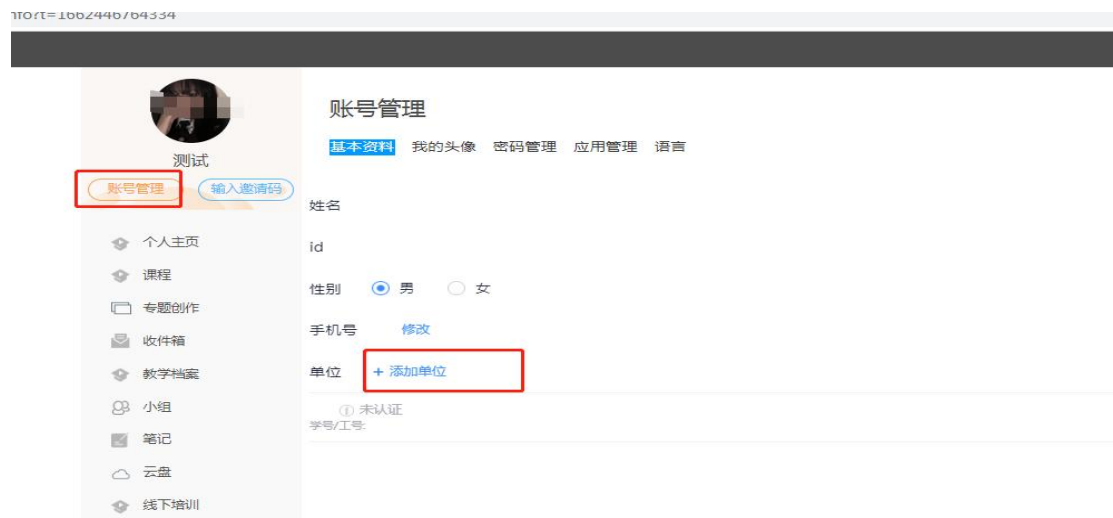 nfo?t=1662446764334
测试
账号管理 输入邀请码
个人主页
课程
专题创作
收件箱
教学档案
小组
笔记
云盘
线下培训
账号管理
基本资料 我的头像 密码管理 应用管理 语言
姓名
id
性别 男 女
手机号 修改
单位 + 添加单位
未认证
学号/工号: